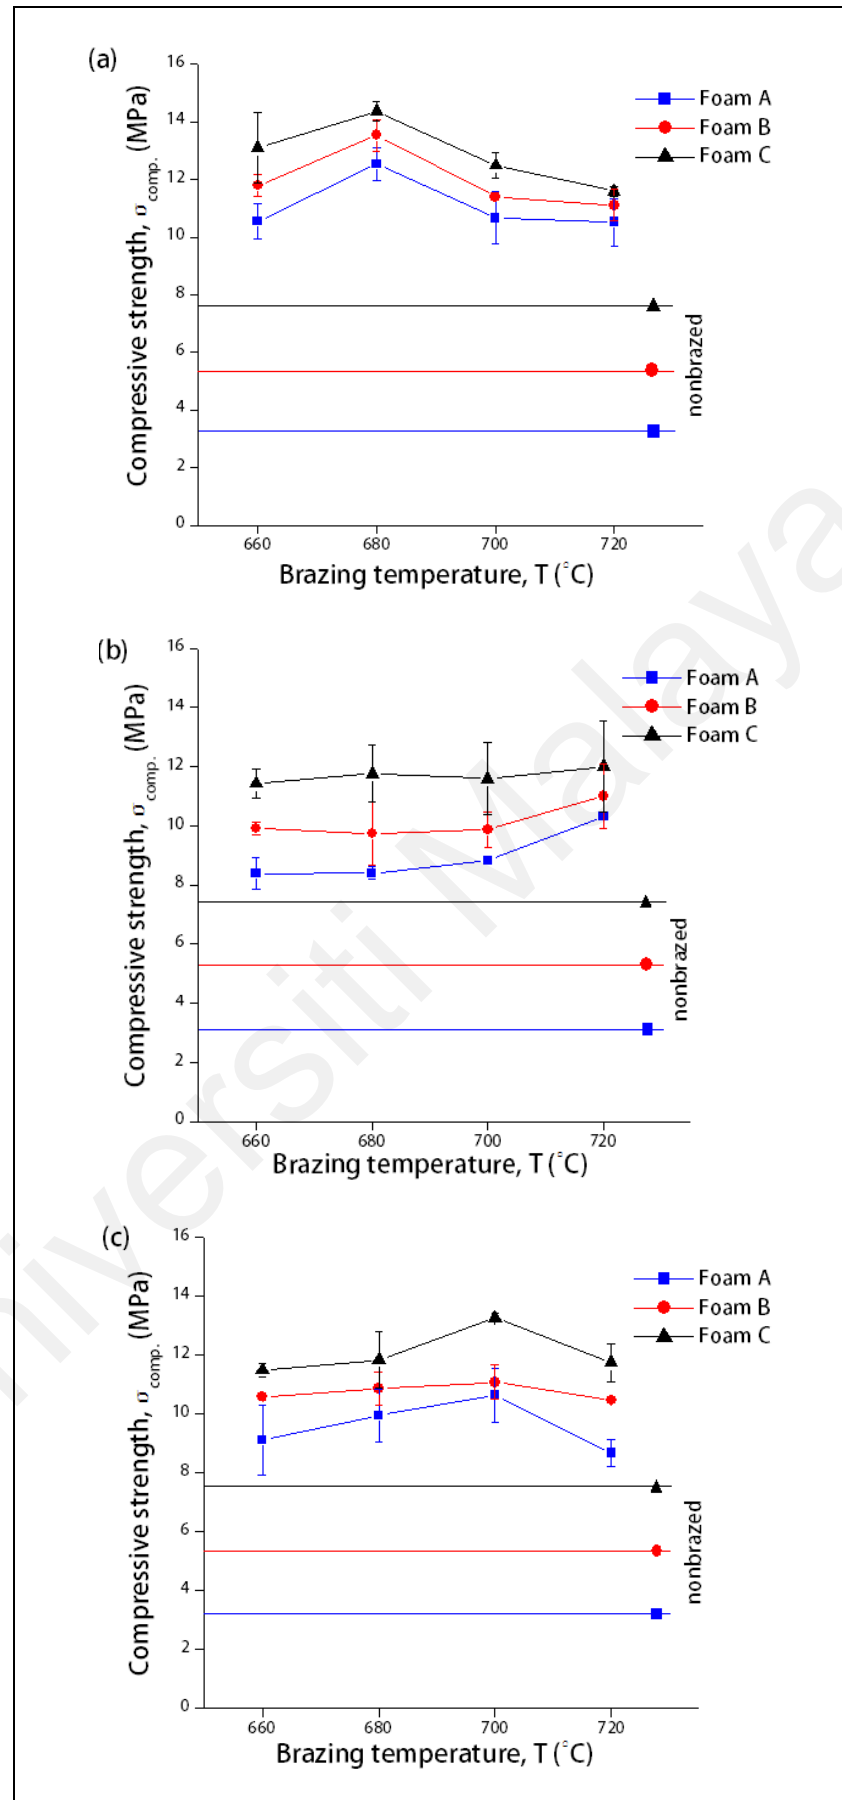 (a)
16
14
12
10
8
6
4
2
0
Compressive strength, σcomp. (MPa)
Foam A
Foam B
Foam C
nonbrazed
660 680 700 720
Brazing temperature, T (°C)
(b)
16
14
12
10
8
6
4
2
0
Compressive strength, σcomp. (MPa)
Foam A
Foam B
Foam C
nonbrazed
660 680 700 720
Brazing temperature, T (°C)
(c)
16
14
12
10
8
6
4
2
0
Compressive strength, σcomp. (MPa)
Foam A
Foam B
Foam C
nonbrazed
660 680 700 720
Brazing temperature, T (°C)
niversiti Malaya